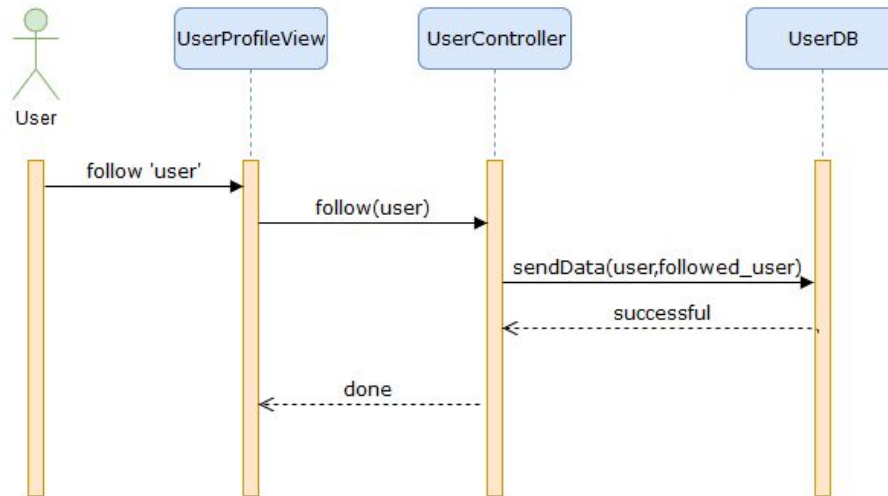 UserProfileView
UserController
UserDB
User
follow 'user'
follow(user)
sendData(user,followed_user)
successful
done